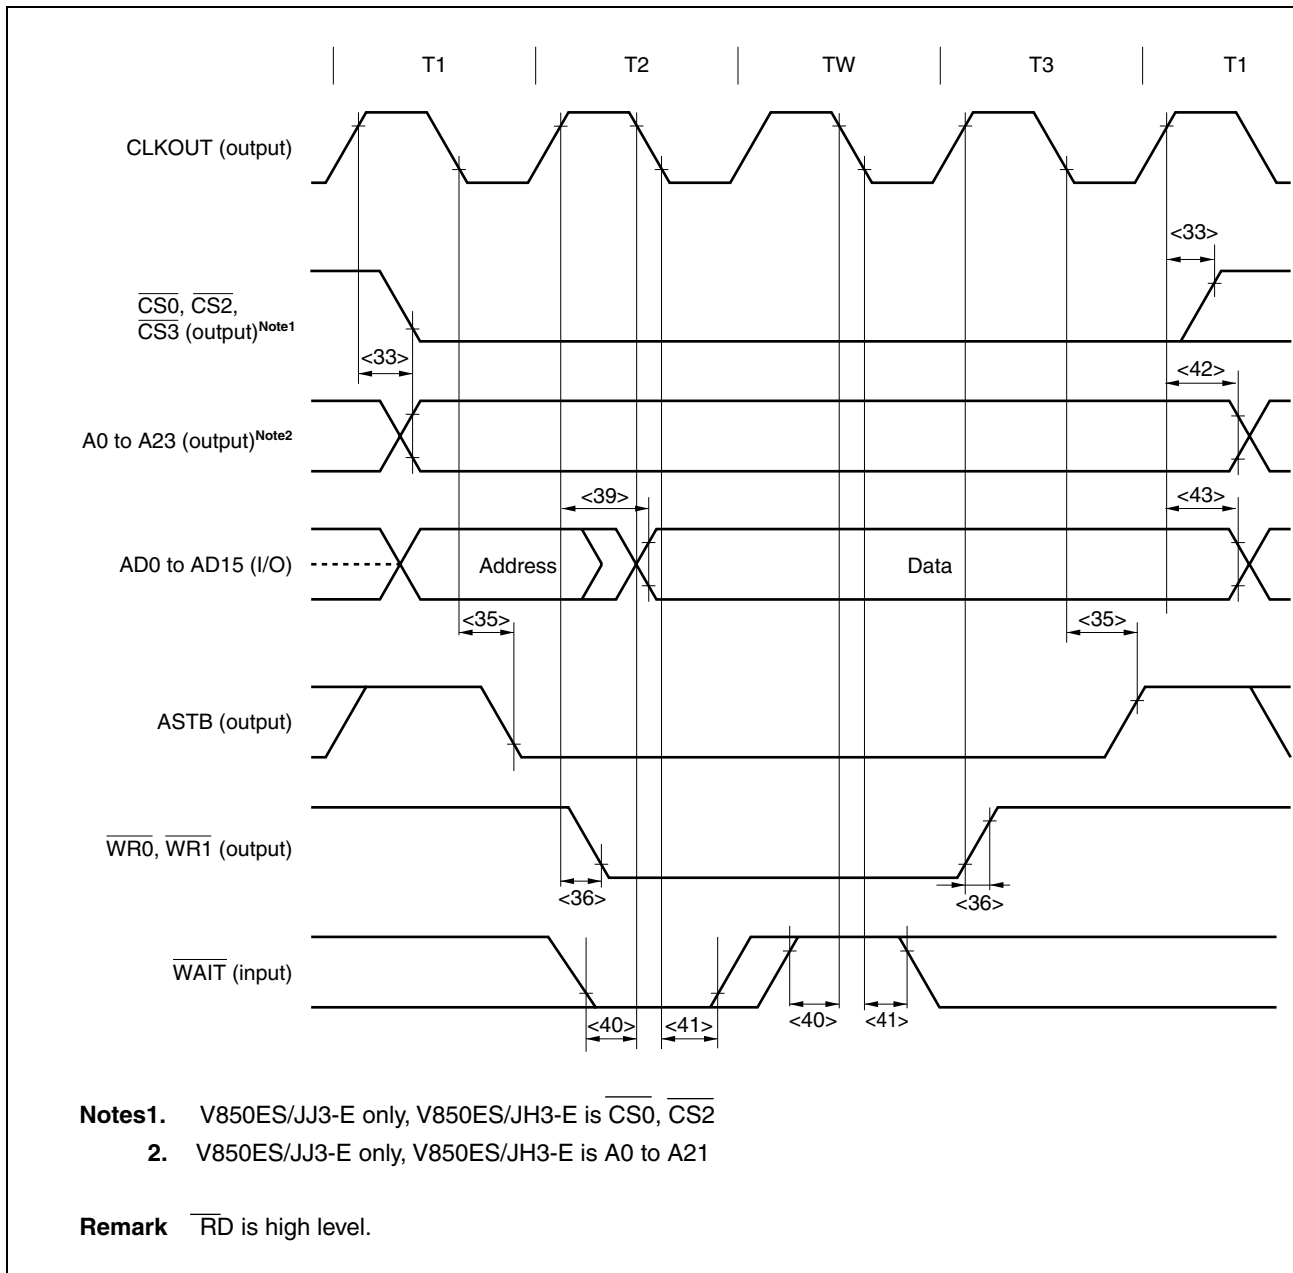 T1 T2 TW T3 T1
CLKOUT (output)
<33>
CS0, CS2,
CS3 (output)Note1
<33>
<42>
A0 to A23 (output)Note2
<39>
<43>
AD0 to AD15 (I/O)
Address
Data
<35>
<35>
ASTB (output)
WR0, WR1 (output)
<36>
<36>
WAIT (input)
<40> <41> <40> <41>
Notes1. V850ES/JJ3-E only, V850ES/JH3-E is CS0, CS2
2. V850ES/JJ3-E only, V850ES/JH3-E is A0 to A21
Remark RD is high level.